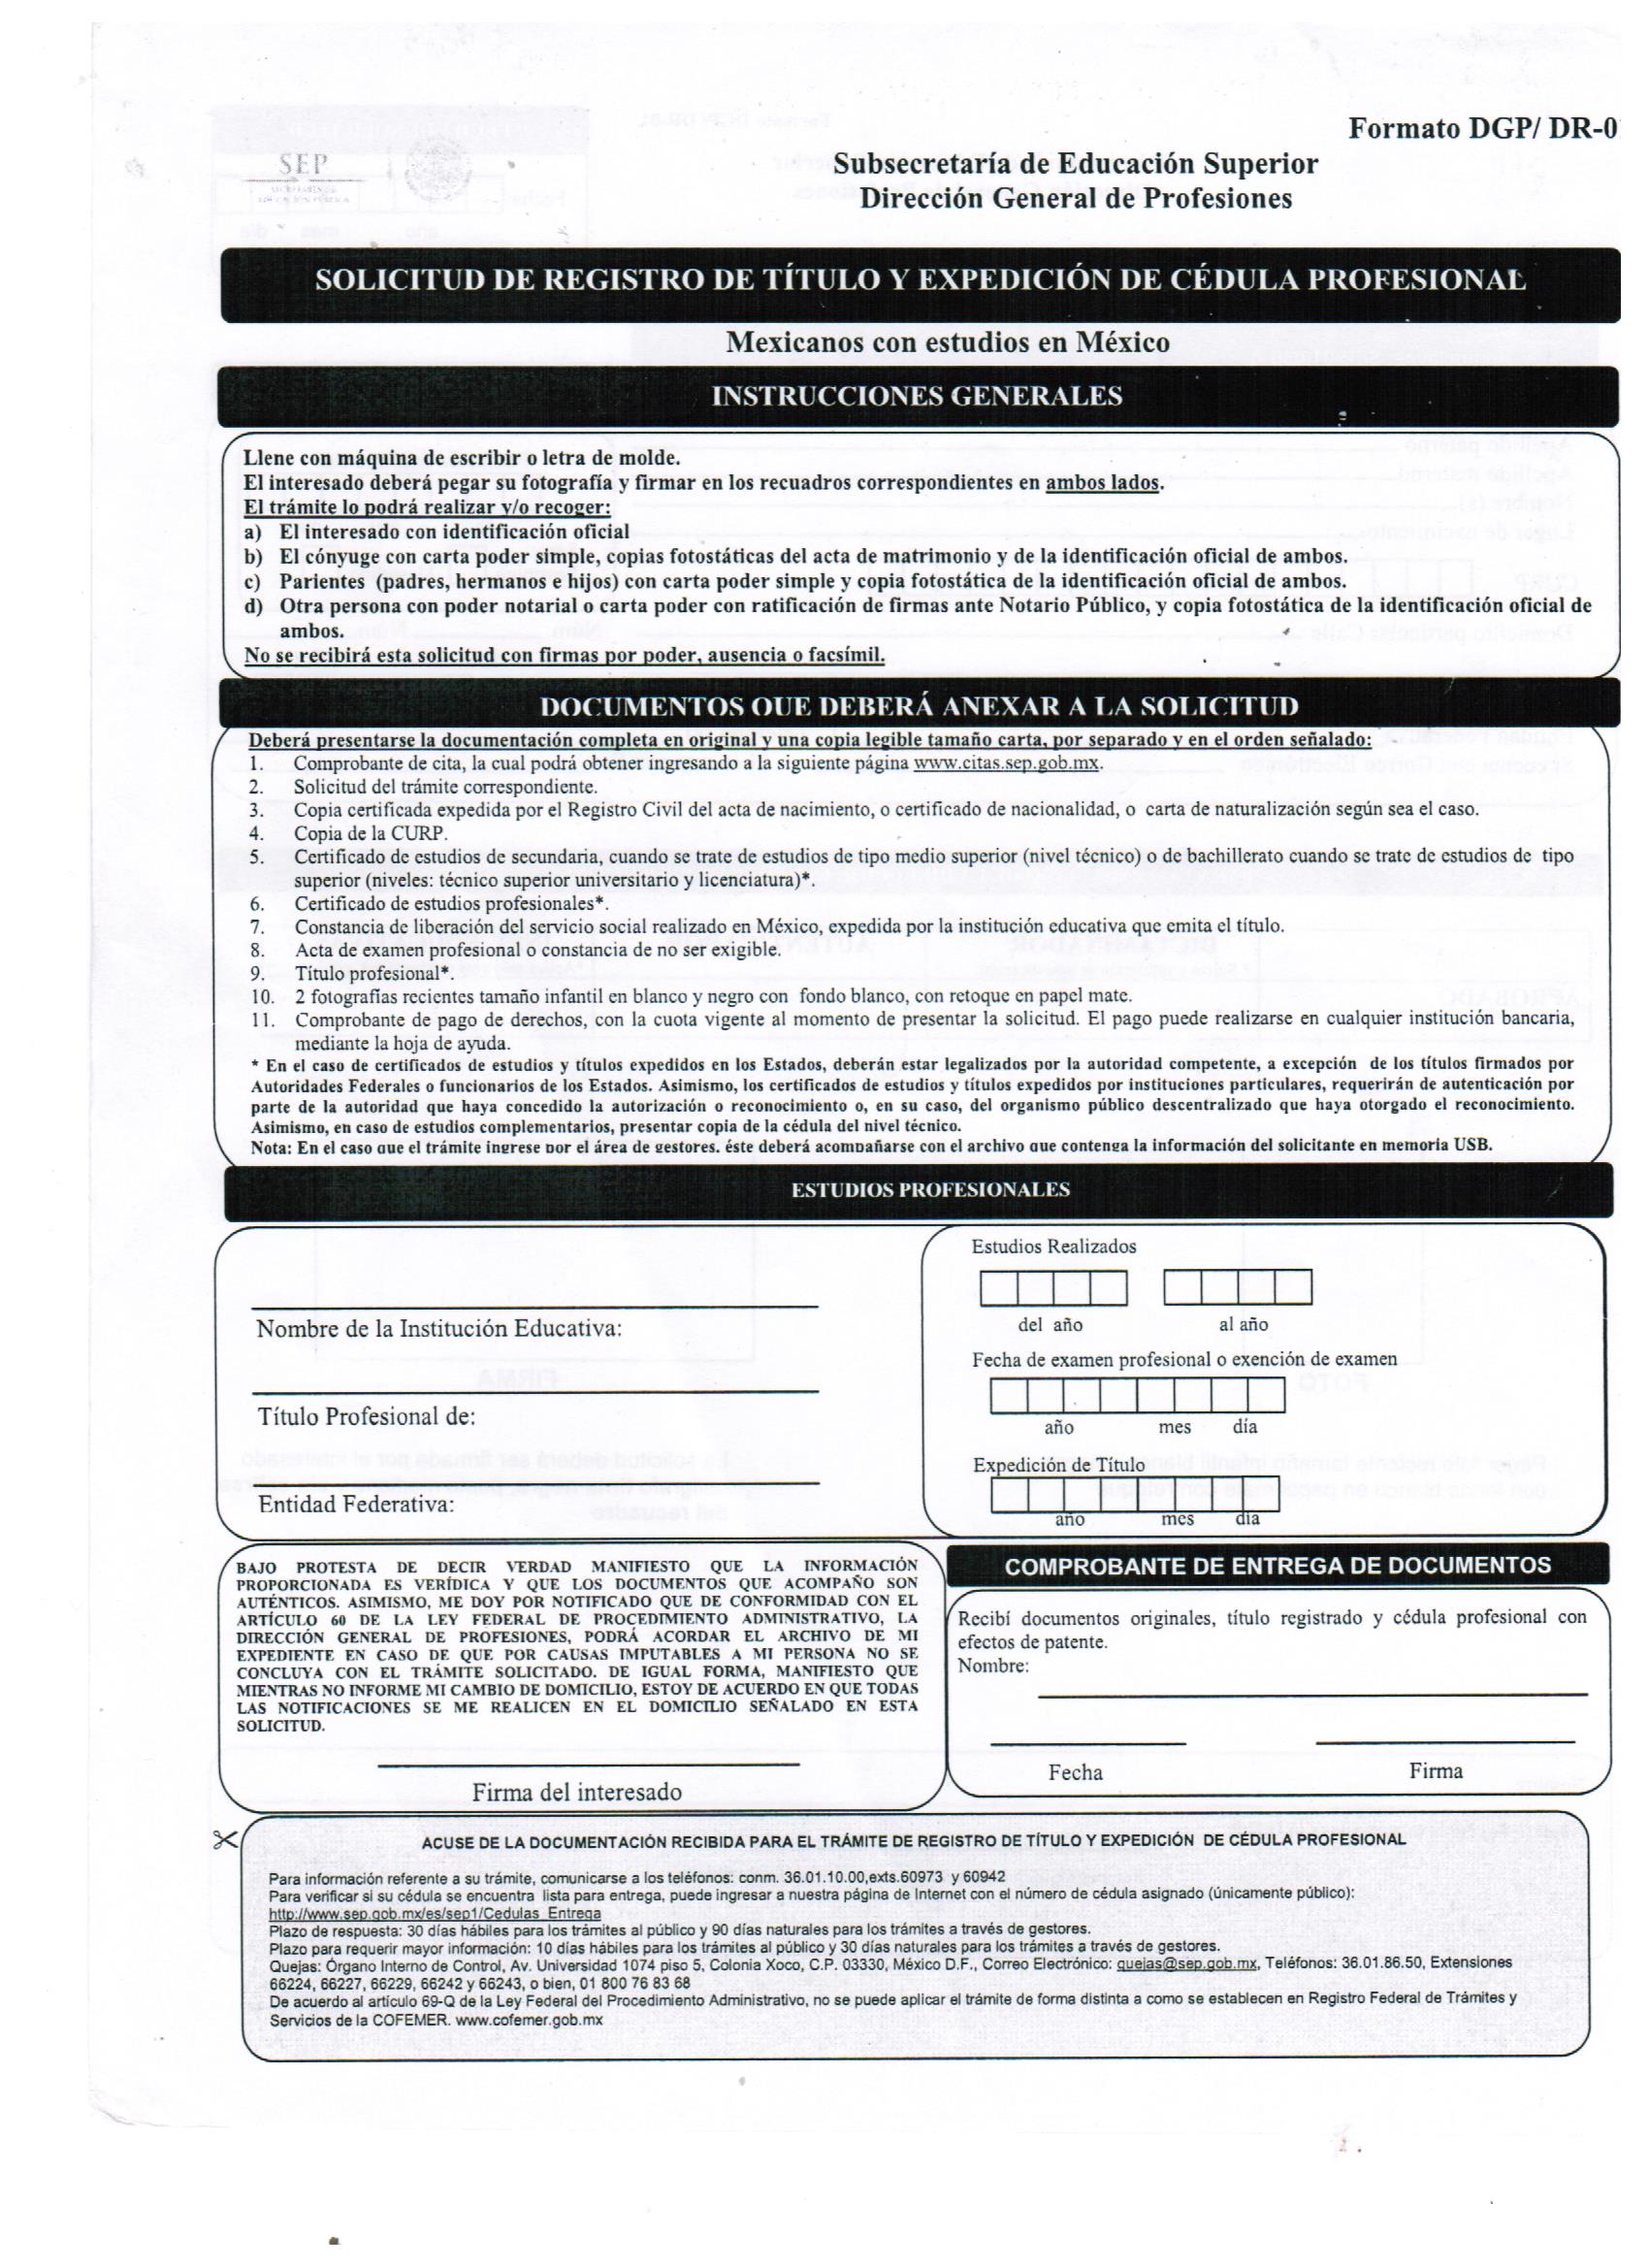 Formato DGP/ DR-0
Subsecretaría de Educación Superior
Dirección General de Profesiones
SEP
SOLICITUD DE REGISTRO DE TÍTULO Y EXPEDICIÓN DE CÉDULA PROFESIONAL
Mexicanos con estudios en México
INSTRUCCIONES GENERALES
Llene con máquina de escribir o letra de molde.
El interesado deberá pegar su fotografía y firmar en los recuadros correspondientes en ambos lados.
El trámite lo podrá realizar y/o recoger:
a) El interesado con identificación oficial
b) El cónyuge con carta poder simple, copias fotostáticas del acta de matrimonio y de la identificación oficial de ambos.
c) Parientes (padres, hermanos e hijos) con carta poder simple y copia fotostática de la identificación oficial de ambos.
d) Otra persona con poder notarial o carta poder con ratificación de firmas ante Notario Público, y copia fotostática de la identificación oficial de
ambos.
No se recibirá esta solicitud con firmas por poder, ausencia o facsímil.
DOCUMENTOS QUE DEBERÁ ANEXAR A LA SOLICITUD
Deberá presentarse la documentación completa en original y una copia legible tamaño carta, por separado y en el orden señalado:
1. Comprobante de cita, la cual podrá obtener ingresando a la siguiente página www.citas.sep.gob.mx.
2. Solicitud del trámite correspondiente.
3. Copia certificada expedida por el Registro Civil del acta de nacimiento, o certificado de nacionalidad, o carta de naturalización según sea el caso.
4. Copia de la CURP.
5. Certificado de estudios de secundaria, cuando se trate de estudios de tipo medio superior (nivel técnico) o de bachillerato cuando se trate de estudios de tipo
superior (niveles: técnico superior universitario y licenciatura)*.
6. Certificado de estudios profesionales*.
7. Constancia de liberación del servicio social realizado en México, expedida por la institución educativa que emita el título.
8. Acta de examen profesional o constancia de no ser exigible.
9. Título profesional*.
10. 2 fotografías recientes tamaño infantil en blanco y negro con fondo blanco, con retoque en papel mate.
11. Comprobante de pago de derechos, con la cuota vigente al momento de presentar la solicitud. El pago puede realizarse en cualquier institución bancaria,
mediante la hoja de ayuda.
* En el caso de certificados de estudios y títulos expedidos en los Estados, deberán estar legalizados por la autoridad competente, a excepción de los títulos firmados por
Autoridades Federales o funcionarios de los Estados. Asimismo, los certificados de estudios y títulos expedidos por instituciones particulares, requerirán de autenticación por
parte de la autoridad que haya concedido la autorización o reconocimiento o, en su caso, del organismo público descentralizado que haya otorgado el reconocimiento.
Asimismo, en caso de estudios complementarios, presentar copia de la cédula del nivel técnico.
Nota: En el caso que el trámite ingrese por el área de gestores, éste deberá acompañarse con el archivo que contenga la información del solicitante en memoria USB.
ESTUDIOS PROFESIONALES
Nombre de la Institución Educativa:
Título Profesional de:
Entidad Federativa:
Estudios Realizados
del año al año
Fecha de examen profesional o exención de examen
año mes día
Expedición de Título
año mes día
BAJO PROTESTA DE DECIR VERDAD MANIFIESTO QUE LA INFORMACIÓN
PROPORCIONADA ES VERÍDICA Y QUE LOS DOCUMENTOS QUE ACOMPAÑO SON
AUTÉNTICOS. ASIMISMO, ME DOY POR NOTIFICADO QUE DE CONFORMIDAD CON EL
ARTÍCULO 60 DE LA LEY FEDERAL DE PROCEDIMIENTO ADMINISTRATIVO, LA
DIRECCIÓN GENERAL DE PROFESIONES, PODRÁ ACORDAR EL ARCHIVO DE MI
EXPEDIENTE EN CASO DE QUE POR CAUSAS IMPUTABLES A MI PERSONA NO SE
CONCLUYA CON EL TRÁMITE SOLICITADO. DE IGUAL FORMA, MANIFIESTO QUE
MIENTRAS NO INFORME MI CAMBIO DE DOMICILIO, ESTOY DE ACUERDO EN QUE TODAS
LAS NOTIFICACIONES SE ME REALICEN EN EL DOMICILIO SEÑALADO EN ESTA
SOLICITUD.
Firma del interesado
COMPROBANTE DE ENTREGA DE DOCUMENTOS
Recibí documentos originales, título registrado y cédula profesional con
efectos de patente.
Nombre:
Fecha Firma
ACUSE DE LA DOCUMENTACIÓN RECIBIDA PARA EL TRÁMITE DE REGISTRO DE TÍTULO Y EXPEDICIÓN DE CÉDULA PROFESIONAL
Para información referente a su trámite, comunicarse a los teléfonos: conm. 36.01.10.00,exts.60973 y 60942
Para verificar si su cédula se encuentra lista para entrega, puede ingresar a nuestra página de Internet con el número de cédula asignado (únicamente público):
http://www.sep.gob.mx/es/sep1/Cedulas_Entrega
Plazo de respuesta: 30 días hábiles para los trámites al público y 90 días naturales para los trámites a través de gestores.
Plazo para requerir mayor información: 10 días hábiles para los trámites al público y 30 días naturales para los trámites a través de gestores.
Quejas: Órgano Interno de Control, Av. Universidad 1074 piso 5, Colonia Xoco, C.P. 03330, México D.F., Correo Electrónico: quejas@sep.gob.mx, Teléfonos: 36.01.86.50, Extensiones
66224, 66227, 66229, 66242 y 66243, o bien, 01 800 76 83 68
De acuerdo al artículo 69-Q de la Ley Federal del Procedimiento Administrativo, no se puede aplicar el trámite de forma distinta a como se establecen en Registro Federal de Trámites y
Servicios de la COFEMER. www.cofemer.gob.mx